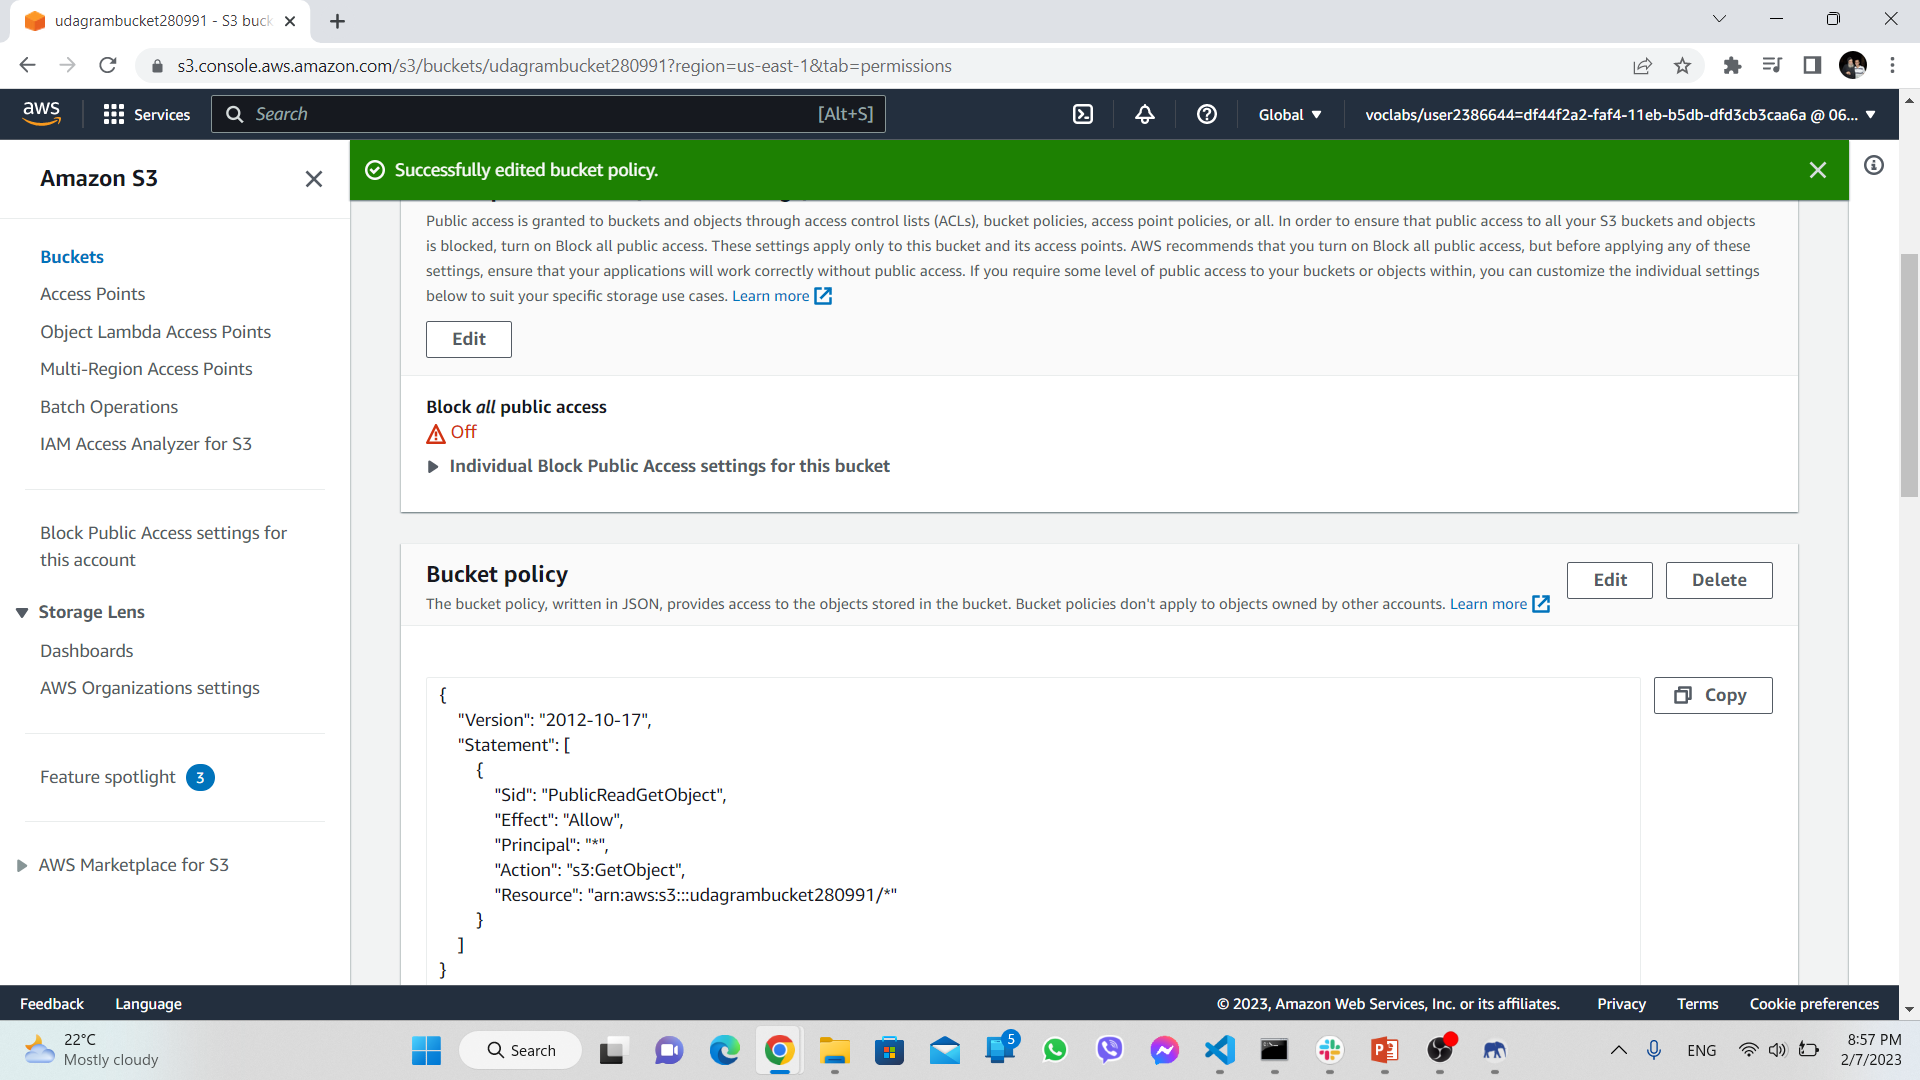 udagrambucket280991 - S3 buck
s3.console.aws.amazon.com/s3/buckets/udagrambucket280991?region=us-east-1&tab=permissions
aws
Services
Search
[Alt+S]
Global
voclabs/user2386644=df44f2a2-faf4-11eb-b5db-dfd3cb3caa6a @ 06...
Amazon S3
Buckets
Access Points
Object Lambda Access Points
Multi-Region Access Points
Batch Operations
IAM Access Analyzer for S3
Block Public Access settings for
this account
Storage Lens
Dashboards
AWS Organizations settings
Feature spotlight 3
AWS Marketplace for S3
Successfully edited bucket policy.
Public access is granted to buckets and objects through access control lists (ACLs), bucket policies, access point policies, or all. In order to ensure that public access to all your S3 buckets and objects
is blocked, turn on Block all public access. These settings apply only to this bucket and its access points. AWS recommends that you turn on Block all public access, but before applying any of these
settings, ensure that your applications will work correctly without public access. If you require some level of public access to your buckets or objects within, you can customize the individual settings
below to suit your specific storage use cases. Learn more
Edit
Block all public access
Off
Individual Block Public Access settings for this bucket
Bucket policy
Edit
Delete
The bucket policy, written in JSON, provides access to the objects stored in the bucket. Bucket policies don't apply to objects owned by other accounts. Learn more
Copy
{
"Version": "2012-10-17",
"Statement": [
{
"Sid": "PublicReadGetObject",
"Effect": "Allow",
"Principal": "*",
"Action": "s3:GetObject",
"Resource": "arn:aws:s3:::udagrambucket280991/*"
}
]
}
Feedback
Language
© 2023, Amazon Web Services, Inc. or its affiliates.
Privacy
Terms
Cookie preferences
22°C
Mostly cloudy
Search
5
ENG
8:57 PM
2/7/2023